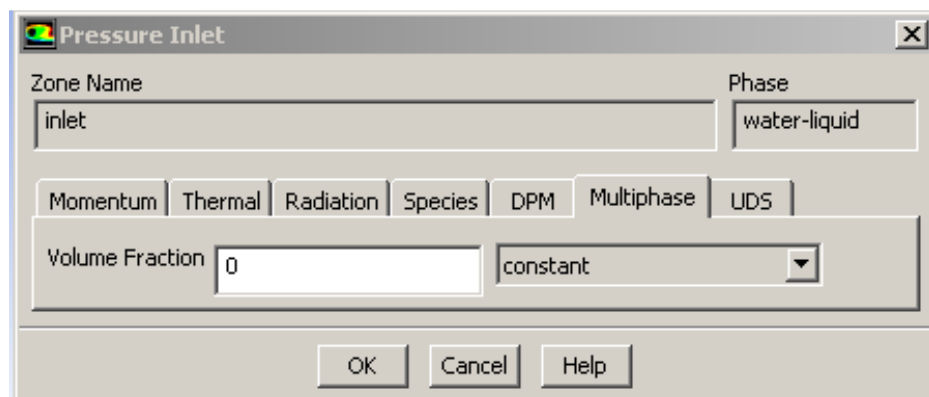 Pressure Inlet
Zone Name Phase
inlet water-liquid
Momentum Thermal Radiation Species DPM Multiphase UDS
Volume Fraction 0 constant
OK Cancel Help